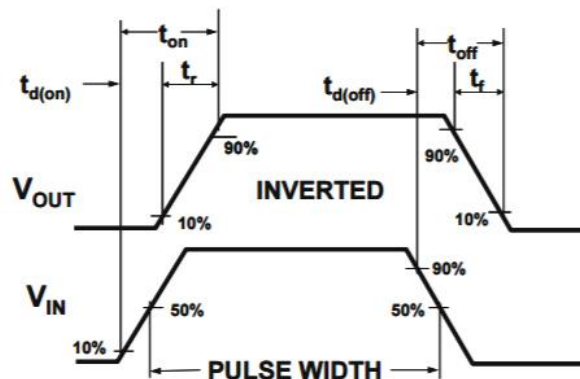 t_on t_off
t_d(on) t_r t_d(off) t_f
90% 90%
V_OUT INVERTED
10% 10%
90%
V_IN 50% 50%
10%
PULSE WIDTH